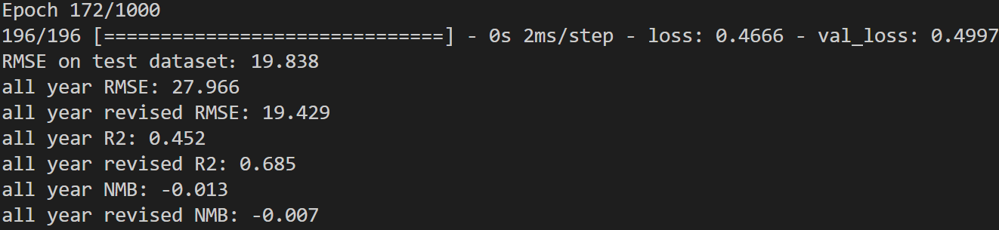 Epoch 172/1000
196/196 [==============================] - 0s 2ms/step - loss: 0.4666 - val_loss: 0.4997
RMSE on test dataset: 19.838
all year RMSE: 27.966
all year revised RMSE: 19.429
all year R2: 0.452
all year revised R2: 0.685
all year NMB: -0.013
all year revised NMB: -0.007